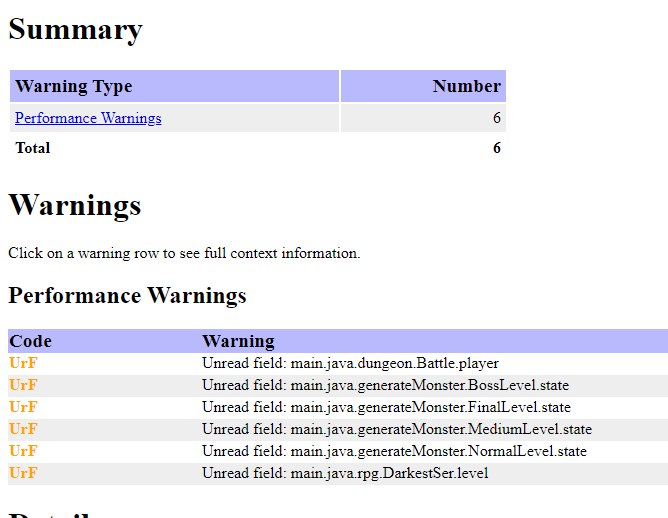 Summary
Warning Type Number
Performance Warnings 6
Total 6
Warnings
Click on a warning row to see full context information.
Performance Warnings
Code Warning
UrF Unread field: main.java.dungeon.Battle.player
UrF Unread field: main.java.generateMonster.BossLevel.state
UrF Unread field: main.java.generateMonster.FinalLevel.state
UrF Unread field: main.java.generateMonster.MediumLevel.state
UrF Unread field: main.java.generateMonster.NormalLevel.state
UrF Unread field: main.java.rpg.DarkestSer.level